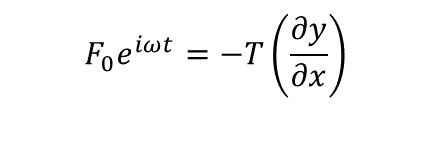 F₀e^{iωt} = −T(∂y/∂x)